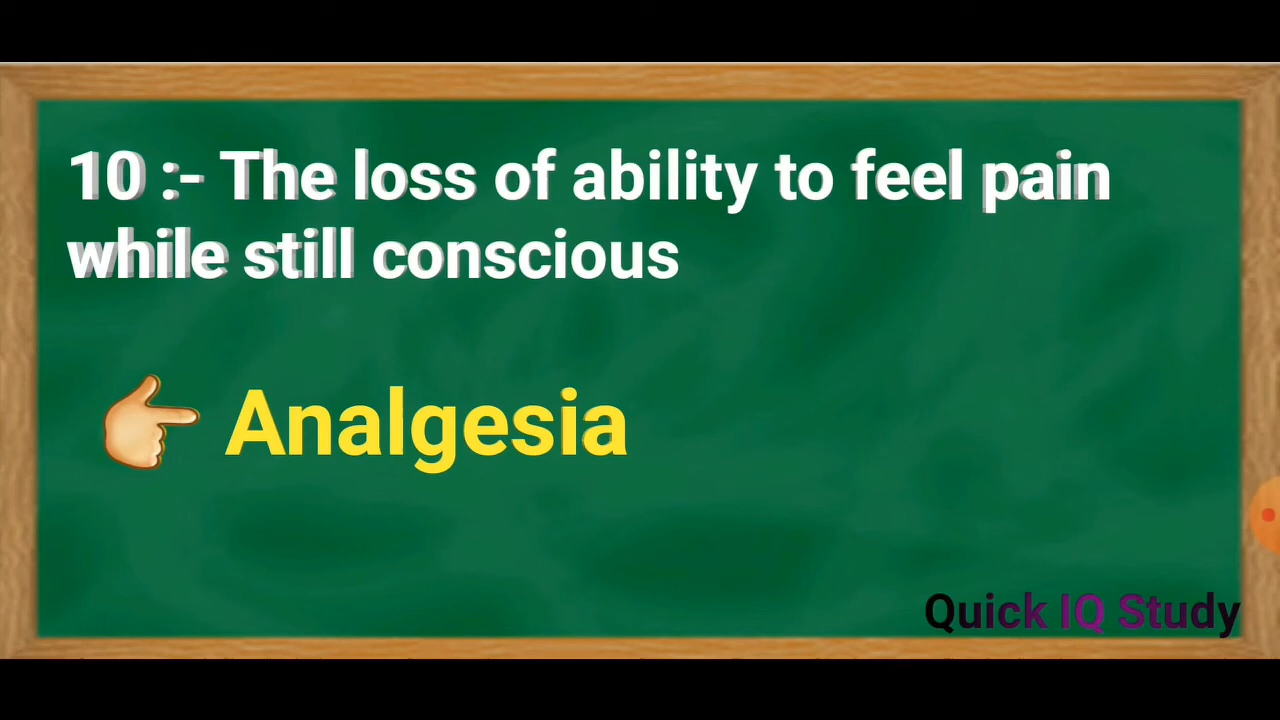 10 :- The loss of ability to feel pain
while still conscious
Analgesia
Quick IQ Study